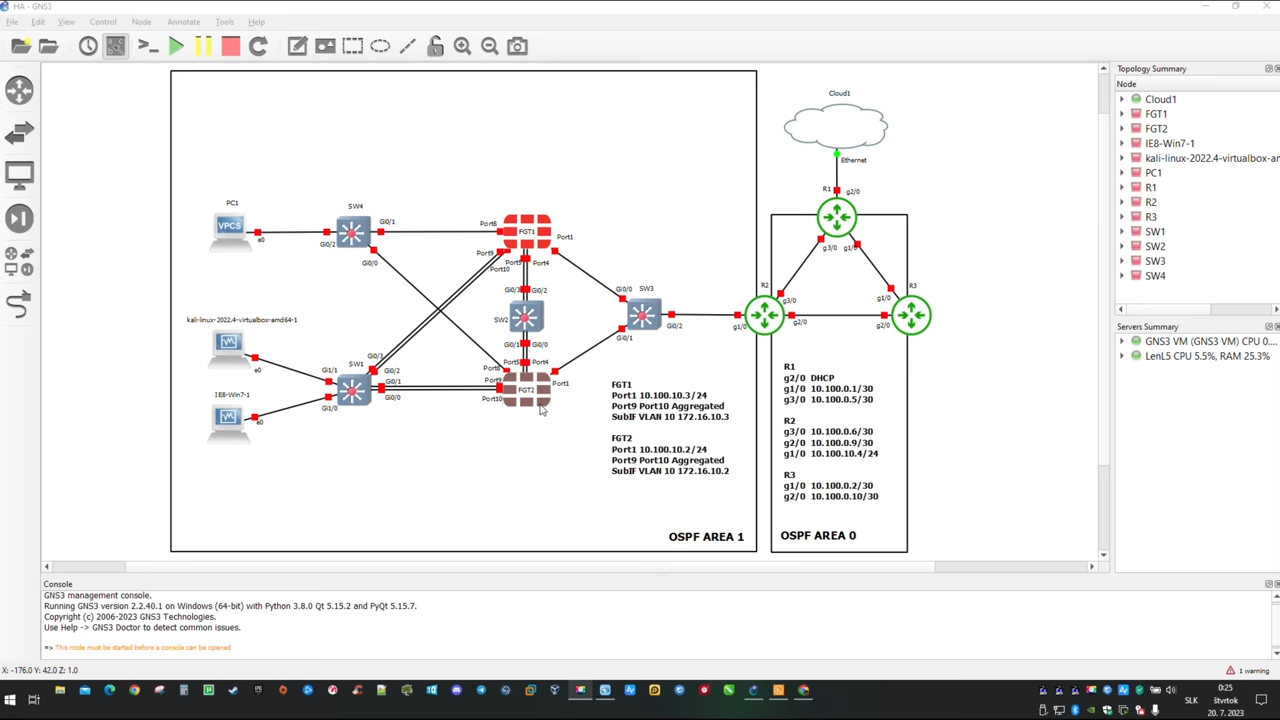 HA - GNS3
File Edit View Control Node Annotate Tools Help
Cloud1
Ethernet
R1 g2/0
g3/0 g1/0
PC1
VPCS
e0
SW4
Gi0/1
Gi0/2
Gi0/0
Port8
FGT1
Port1
Port9
Port10
Port4
Gi0/2
SW2
Gi0/1 Gi0/0
SW3
Gi0/0
Gi0/2
Gi0/1
R2
g3/0
g1/0
g2/0
R3
g1/0
g2/0
kali-linux-2022.4-virtualbox-amd64-1
e0
IE8-Win7-1
e0
SW1
Gi0/3
Gi0/2
Gi1/1
Gi0/1
Gi0/0
Gi1/0
Port8
Port4
Port9
FGT2
Port1
Port10
FGT1
Port1 10.100.10.3/24
Port9 Port10 Aggregated
SubIF VLAN 10 172.16.10.3
FGT2
Port1 10.100.10.2/24
Port9 Port10 Aggregated
SubIF VLAN 10 172.16.10.2
OSPF AREA 1
R1
g2/0 DHCP
g1/0 10.100.0.1/30
g3/0 10.100.0.5/30
R2
g3/0 10.100.0.6/30
g2/0 10.100.0.9/30
g1/0 10.100.10.4/24
R3
g1/0 10.100.0.2/30
g2/0 10.100.0.10/30
OSPF AREA 0
Topology Summary
Node
Cloud1
FGT1
FGT2
IE8-Win7-1
kali-linux-2022.4-virtualbox-amd
PC1
R1
R2
R3
SW1
SW2
SW3
SW4
Servers Summary
GNS3 VM (GNS3 VM) CPU 0....
LenL5 CPU 5.5%, RAM 25.3%
Console
GNS3 management console.
Running GNS3 version 2.2.40.1 on Windows (64-bit) with Python 3.8.0 Qt 5.15.2 and PyQt 5.15.7.
Copyright (c) 2006-2023 GNS3 Technologies.
Use Help -> GNS3 Doctor to detect common issues.
=> This node must be started before a console can be opened
X: -176.0 Y: 42.0 Z: 1.0
1 warning
SLK
0:25
štvrtok
20. 7. 2023